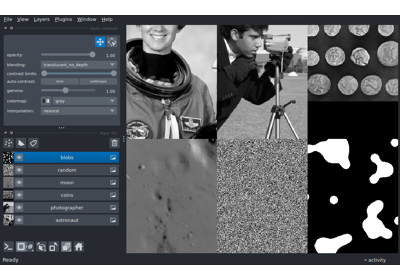 File View Layers Plugins Window Help
opacity: 1.00
blending: translucent_no_depth
contrast limits:
auto-contrast: once continuous
gamma: 1.00
colormap: gray
interpolation: nearest
blobs
random
moon
coins
photographer
astronaut
Ready
activity